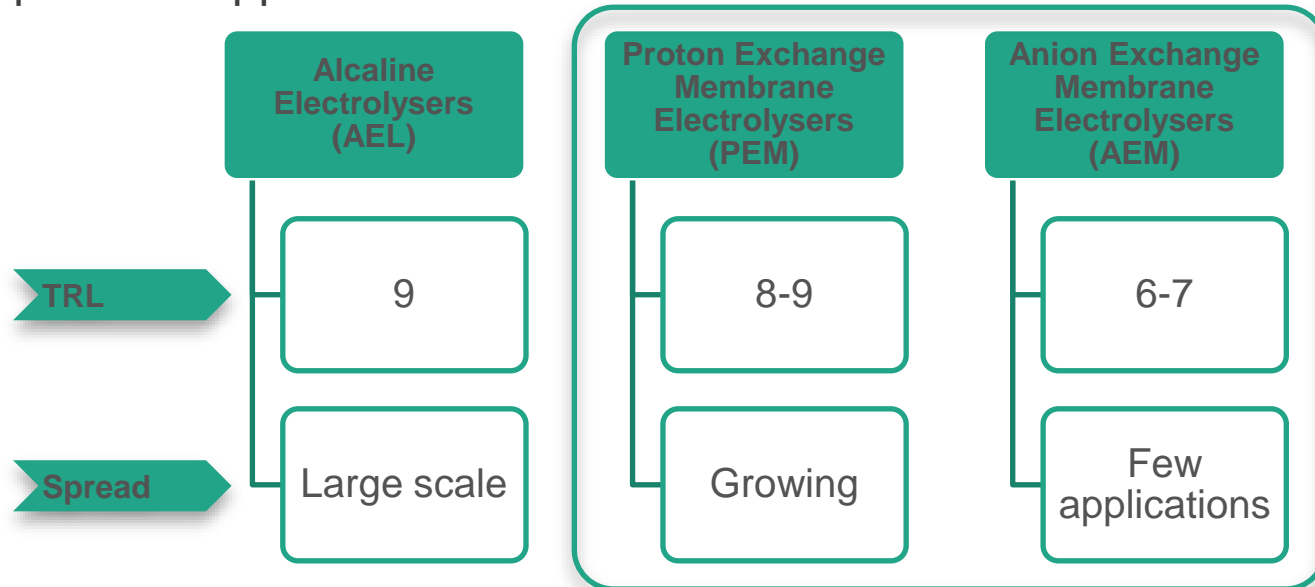 Alcaline
Electrolysers
(AEL)
Proton Exchange
Membrane
Electrolysers
(PEM)
Anion Exchange
Membrane
Electrolysers
(AEM)
TRL
9
8-9
6-7
Spread
Large scale
Growing
Few
applications